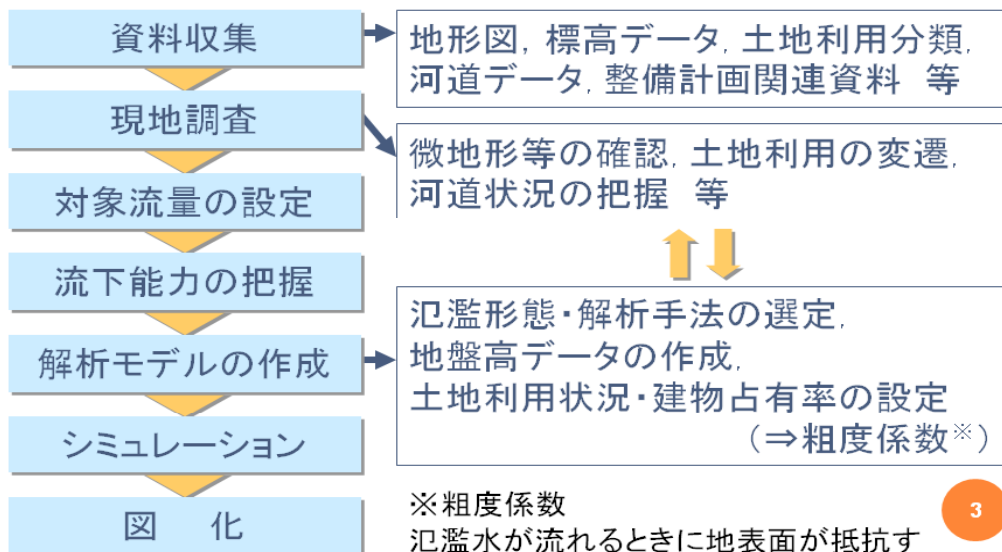 資料収集
地形図, 標高データ, 土地利用分類,
河道データ, 整備計画関連資料　等
現地調査
微地形等の確認, 土地利用の変遷,
河道状況の把握　等
対象流量の設定
流下能力の把握
解析モデルの作成
氾濫形態・解析手法の選定,
地盤高データの作成,
土地利用状況・建物占有率の設定
(⇒粗度係数※)
シミュレーション
図　化
※粗度係数
氾濫水が流れるときに地表面が抵抗す
3